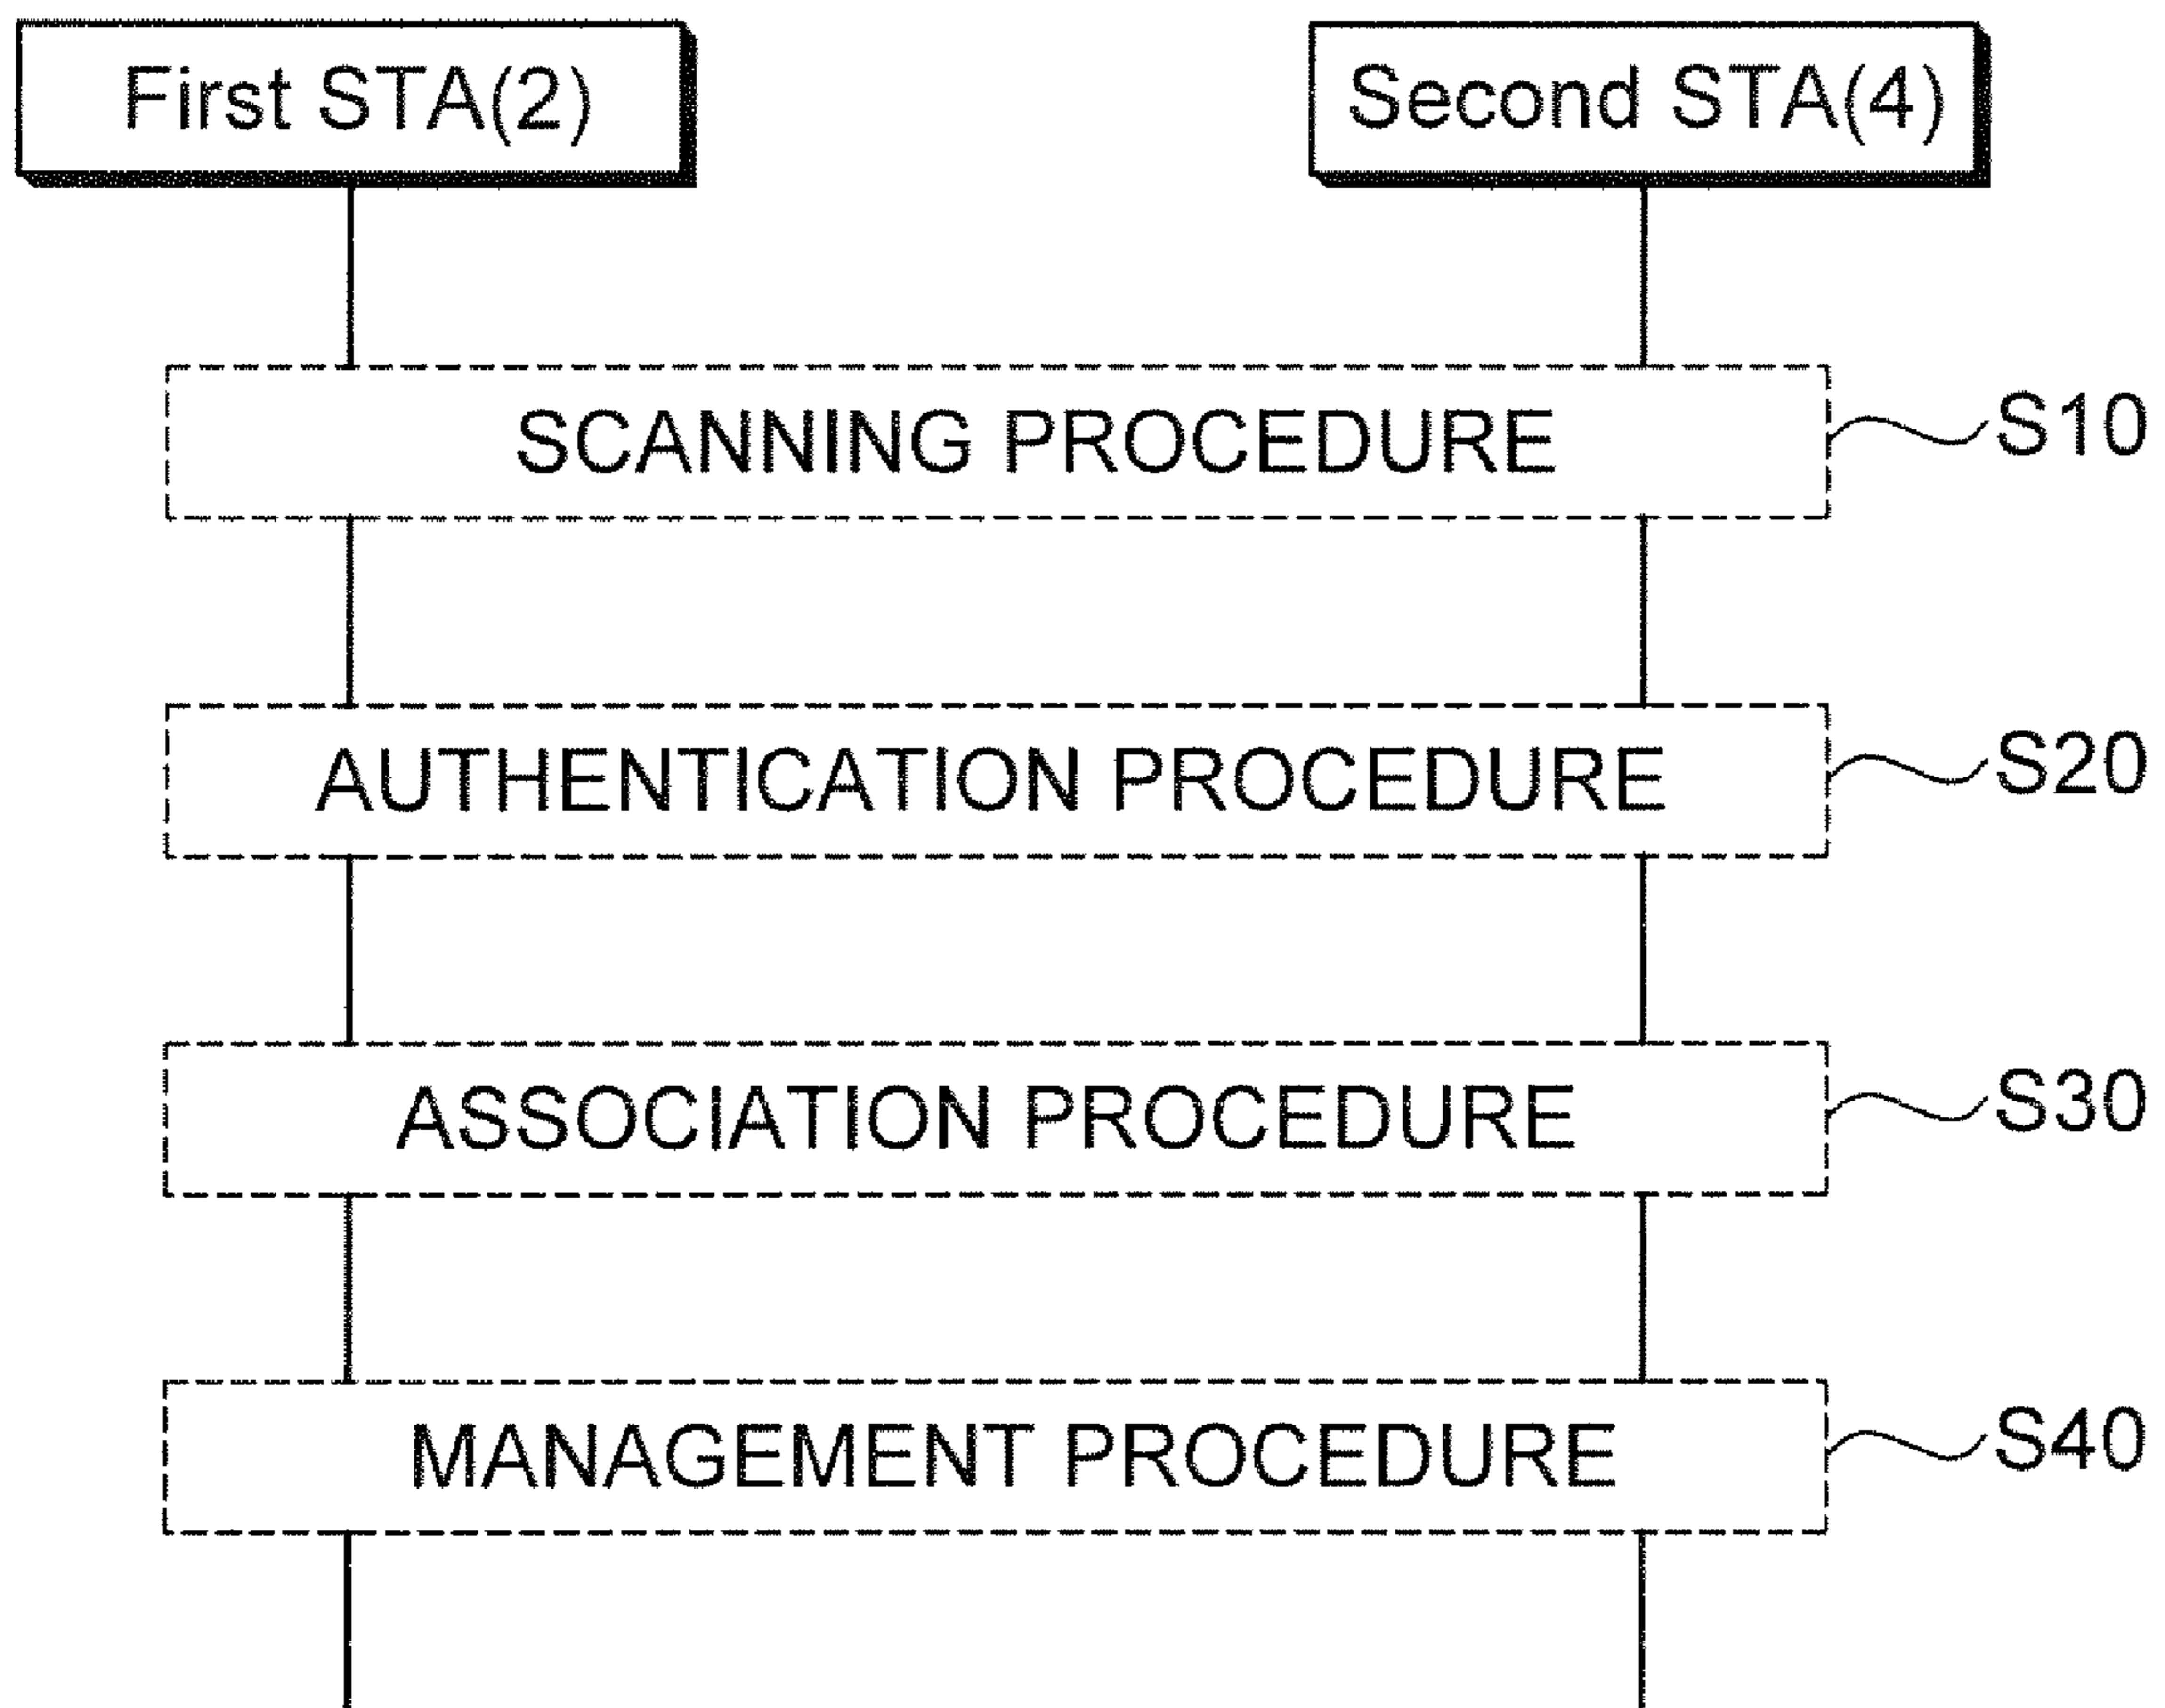 First STA(2)
Second STA(4)
SCANNING PROCEDURE
S10
AUTHENTICATION PROCEDURE
S20
ASSOCIATION PROCEDURE
S30
MANAGEMENT PROCEDURE
S40